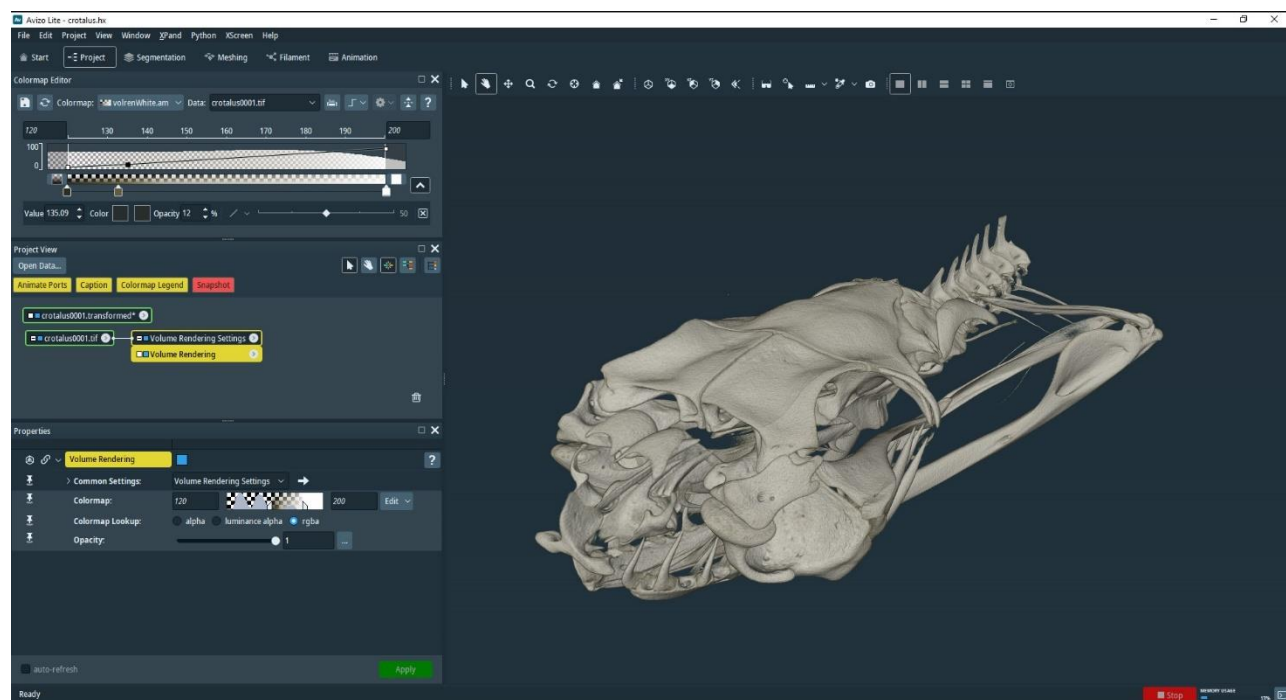 Avizo Lite - crotalus.hx
File Edit Project View Window XPand Python XScreen Help
Start Project Segmentation Meshing Filament Animation
Colormap Editor
Colormap: volrenWhite.am Data: crotalus0001.tif
120 130 140 150 160 170 180 190 200
100
0
Value 135.09 Color Opacity 12 % 50
Project View
Open Data...
Animate Ports Caption Colormap Legend Snapshot
crotalus0001.transformed*
crotalus0001.tif Volume Rendering Settings
Volume Rendering
Properties
Volume Rendering
Common Settings: Volume Rendering Settings
Colormap: 120 200 Edit
Colormap Lookup: alpha luminance alpha rgba
Opacity: 1 ...
auto-refresh Apply
Ready Stop MEMORY USAGE